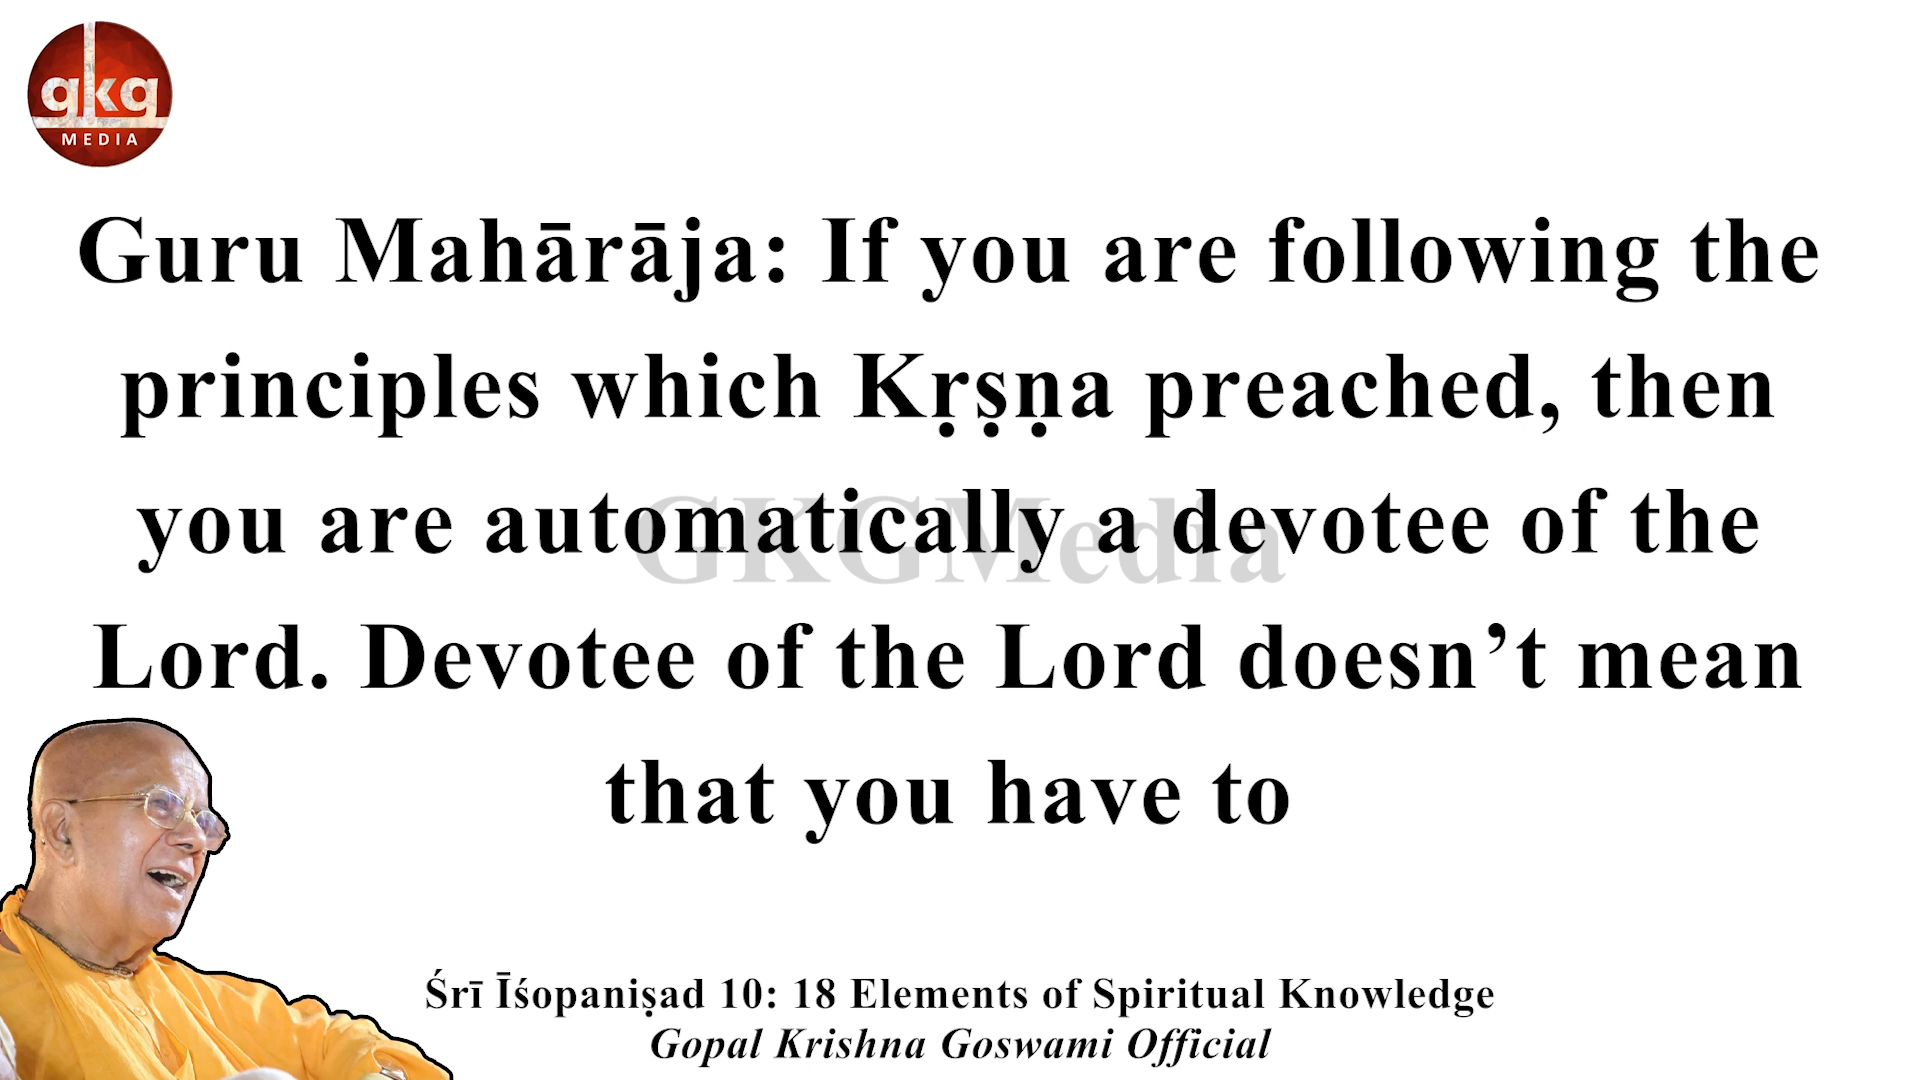 gkg
MEDIA
Guru Mahārāja: If you are following the
principles which Kṛṣṇa preached, then
you are automatically a devotee of the
GKGMedia
Lord. Devotee of the Lord doesn’t mean
that you have to
Śrī Īśopaniṣad 10: 18 Elements of Spiritual Knowledge
Gopal Krishna Goswami Official